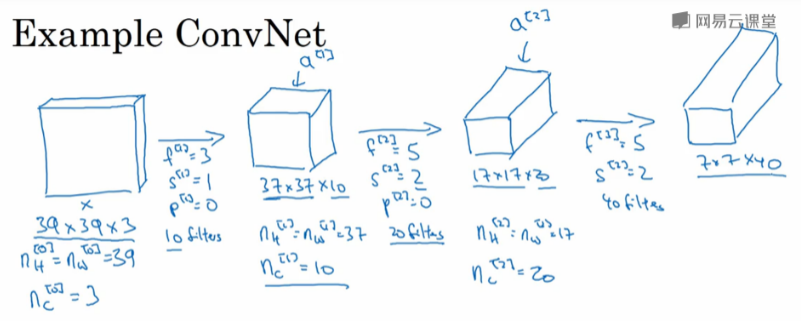 Example ConvNet
网易云课堂
a^[1]
a^[2]
x
39×39×3
n_H^[0] = n_W^[0] = 39
n_C^[0] = 3
f^[1] = 3
s^[1] = 1
p^[1] = 0
10 filters
37×37×10
n_H^[1] = n_W^[1] = 37
n_C^[1] = 10
f^[2] = 5
s^[2] = 2
p^[2] = 0
20 filters
17×17×20
n_H^[2] = n_W^[2] = 17
n_C^[2] = 20
f^[3] = 5
s^[3] = 2
40 filters
7×7×40